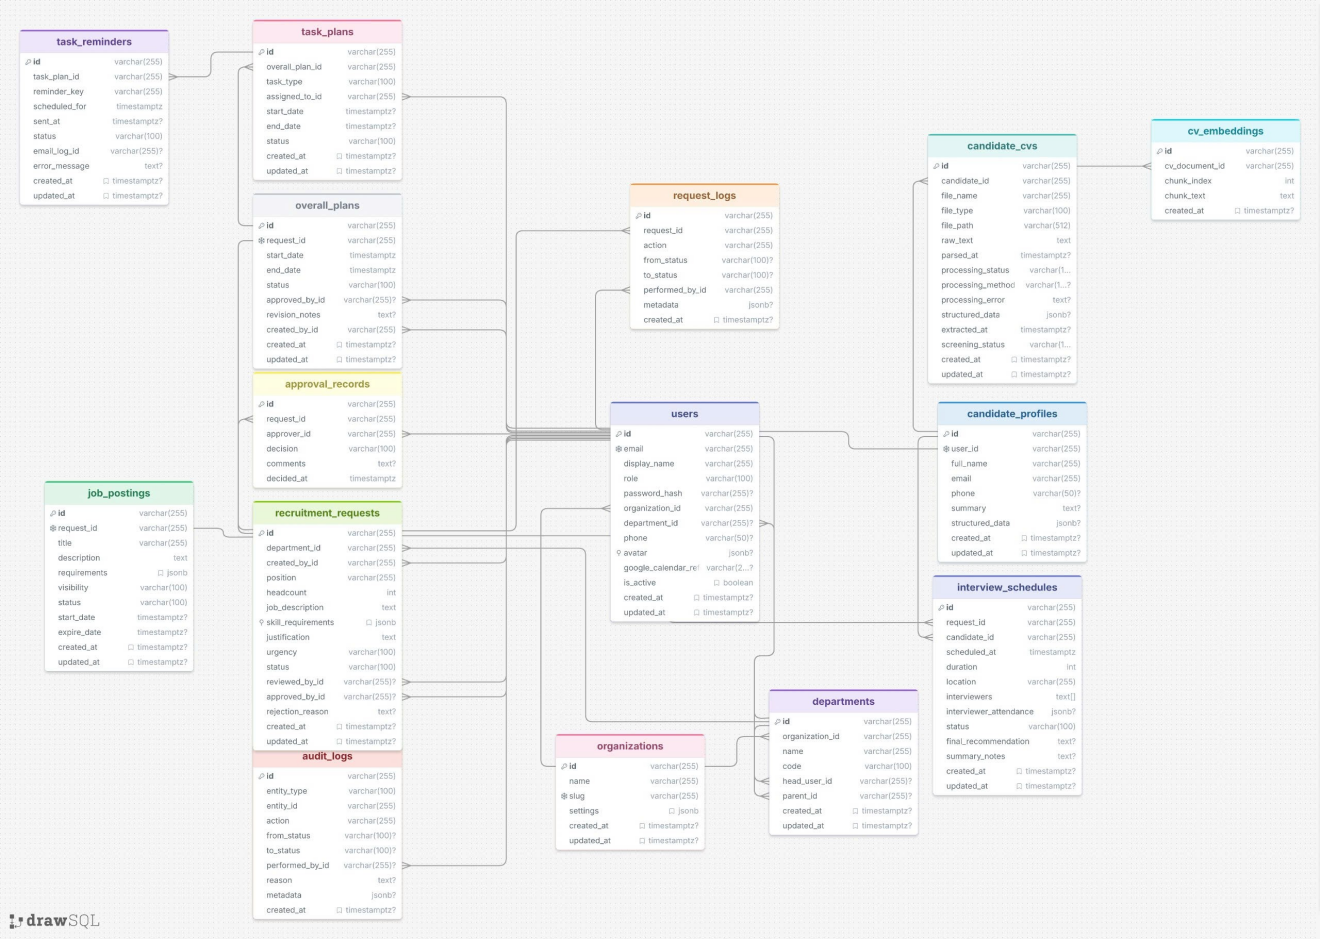 task_reminders
id varchar(255)
task_plan_id varchar(255)
reminder_key varchar(255)
scheduled_for timestamptz
sent_at timestamptz?
status varchar(100)
email_log_id varchar(255)?
error_message text?
created_at timestamptz?
updated_at timestamptz?
task_plans
id varchar(255)
overall_plan_id varchar(255)
task_type varchar(100)
assigned_to_id varchar(255)
start_date timestamptz?
end_date timestamptz?
status varchar(100)
created_at timestamptz?
updated_at timestamptz?
overall_plans
id varchar(255)
request_id varchar(255)
start_date timestamptz
end_date timestamptz
status varchar(100)
approved_by_id varchar(255)?
revision_notes text?
created_by_id varchar(255)
created_at timestamptz?
updated_at timestamptz?
approval_records
id varchar(255)
request_id varchar(255)
approver_id varchar(255)
decision varchar(100)
comments text?
decided_at timestamptz
job_postings
id varchar(255)
request_id varchar(255)
title varchar(255)
description text
requirements jsonb
visibility varchar(100)
status varchar(100)
start_date timestamptz?
expire_date timestamptz?
created_at timestamptz?
updated_at timestamptz?
recruitment_requests
id varchar(255)
department_id varchar(255)
created_by_id varchar(255)
position varchar(255)
headcount int
job_description text
skill_requirements jsonb
justification text
urgency varchar(100)
status varchar(100)
reviewed_by_id varchar(255)?
approved_by_id varchar(255)?
rejection_reason text?
created_at timestamptz?
updated_at timestamptz?
audit_logs
id varchar(255)
entity_type varchar(100)
entity_id varchar(255)
action varchar(255)
from_status varchar(100)?
to_status varchar(100)?
performed_by_id varchar(255)?
reason text?
metadata jsonb?
created_at timestamptz?
request_logs
id varchar(255)
request_id varchar(255)
action varchar(255)
from_status varchar(100)?
to_status varchar(100)?
performed_by_id varchar(255)
metadata jsonb?
created_at timestamptz?
users
id varchar(255)
email varchar(255)
display_name varchar(255)
role varchar(100)
password_hash varchar(255)?
organization_id varchar(255)
department_id varchar(255)?
phone varchar(50)?
avatar jsonb?
google_calendar_re varchar(2...?
is_active boolean
created_at timestamptz?
updated_at timestamptz?
organizations
id varchar(255)
name varchar(255)
slug varchar(255)
settings jsonb
created_at timestamptz?
updated_at timestamptz?
departments
id varchar(255)
organization_id varchar(255)
name varchar(255)
code varchar(100)
head_user_id varchar(255)?
parent_id varchar(255)?
created_at timestamptz?
updated_at timestamptz?
candidate_cvs
id varchar(255)
candidate_id varchar(255)
file_name varchar(255)
file_type varchar(100)
file_path varchar(512)
raw_text text
parsed_at timestamptz?
processing_status varchar(1...
processing_method varchar(1...?
processing_error text?
structured_data jsonb?
extracted_at timestamptz?
screening_status varchar(1...
created_at timestamptz?
updated_at timestamptz?
cv_embeddings
id varchar(255)
cv_document_id varchar(255)
chunk_index int
chunk_text text
created_at timestamptz?
candidate_profiles
id varchar(255)
user_id varchar(255)
full_name varchar(255)
email varchar(255)
phone varchar(50)?
summary text?
structured_data jsonb?
created_at timestamptz?
updated_at timestamptz?
interview_schedules
id varchar(255)
request_id varchar(255)
candidate_id varchar(255)
scheduled_at timestamptz
duration int
location varchar(255)
interviewers text[]
interviewer_attendance jsonb?
status varchar(100)
final_recommendation text?
summary_notes text?
created_at timestamptz?
updated_at timestamptz?
drawSQL